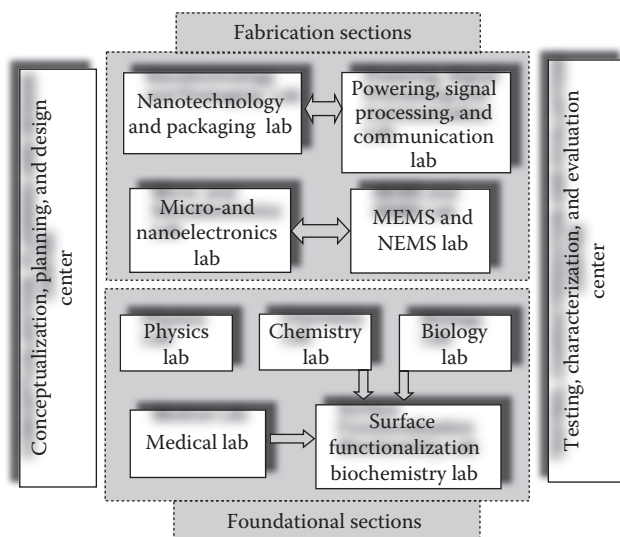 Fabrication sections
Conceptualization, planning, and design
center
Nanotechnology
and packaging lab
Powering, signal
processing, and
communication
lab
Micro-and
nanoelectronics
lab
MEMS and
NEMS lab
Physics
lab
Chemistry
lab
Biology
lab
Medical lab
Surface
functionalization
biochemistry lab
Foundational sections
Testing, characterization, and evaluation
center